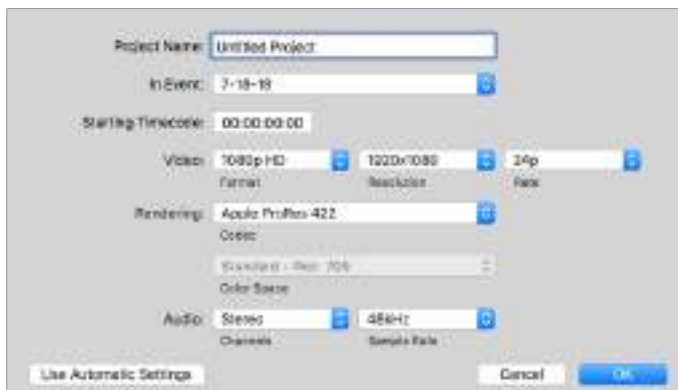 Project Name: Untitled Project
In Event: 7-18-18
Starting Timecode: 00:00:00:00
Video: 1080p HD 1920x1080 24p
Format Resolution Rate
Rendering: Apple ProRes 422
Codec
Standard - Rec. 709
Color Space
Audio: Stereo 48kHz
Channels Sample Rate
Use Automatic Settings Cancel OK